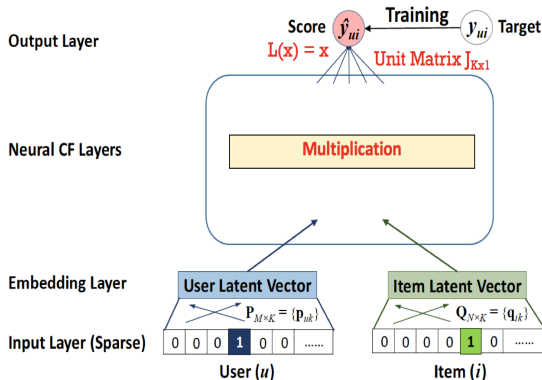 Output Layer
Score ŷui Training yui Target
L(x) = x
Unit Matrix JKx1
Neural CF Layers
Multiplication
Embedding Layer
User Latent Vector
Item Latent Vector
PM×K = {puk}
QN×K = {qik}
Input Layer (Sparse)
0 0 0 1 0 0 ......
0 0 0 0 1 0 ......
User (u)
Item (i)